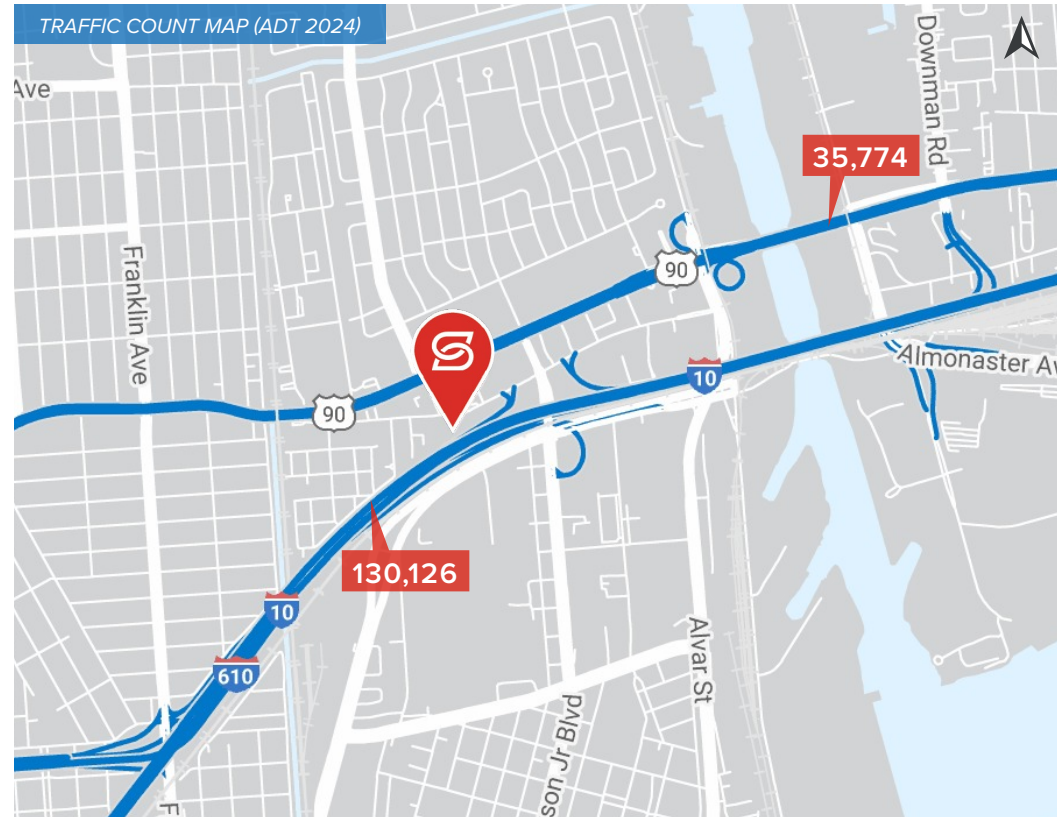 TRAFFIC COUNT MAP (ADT 2024)
Downman Rd
Ave
35,774
Franklin Ave
90
S
10
Almonaster Av
90
130,126
10
610
Alvar St
son Jr Blvd
F